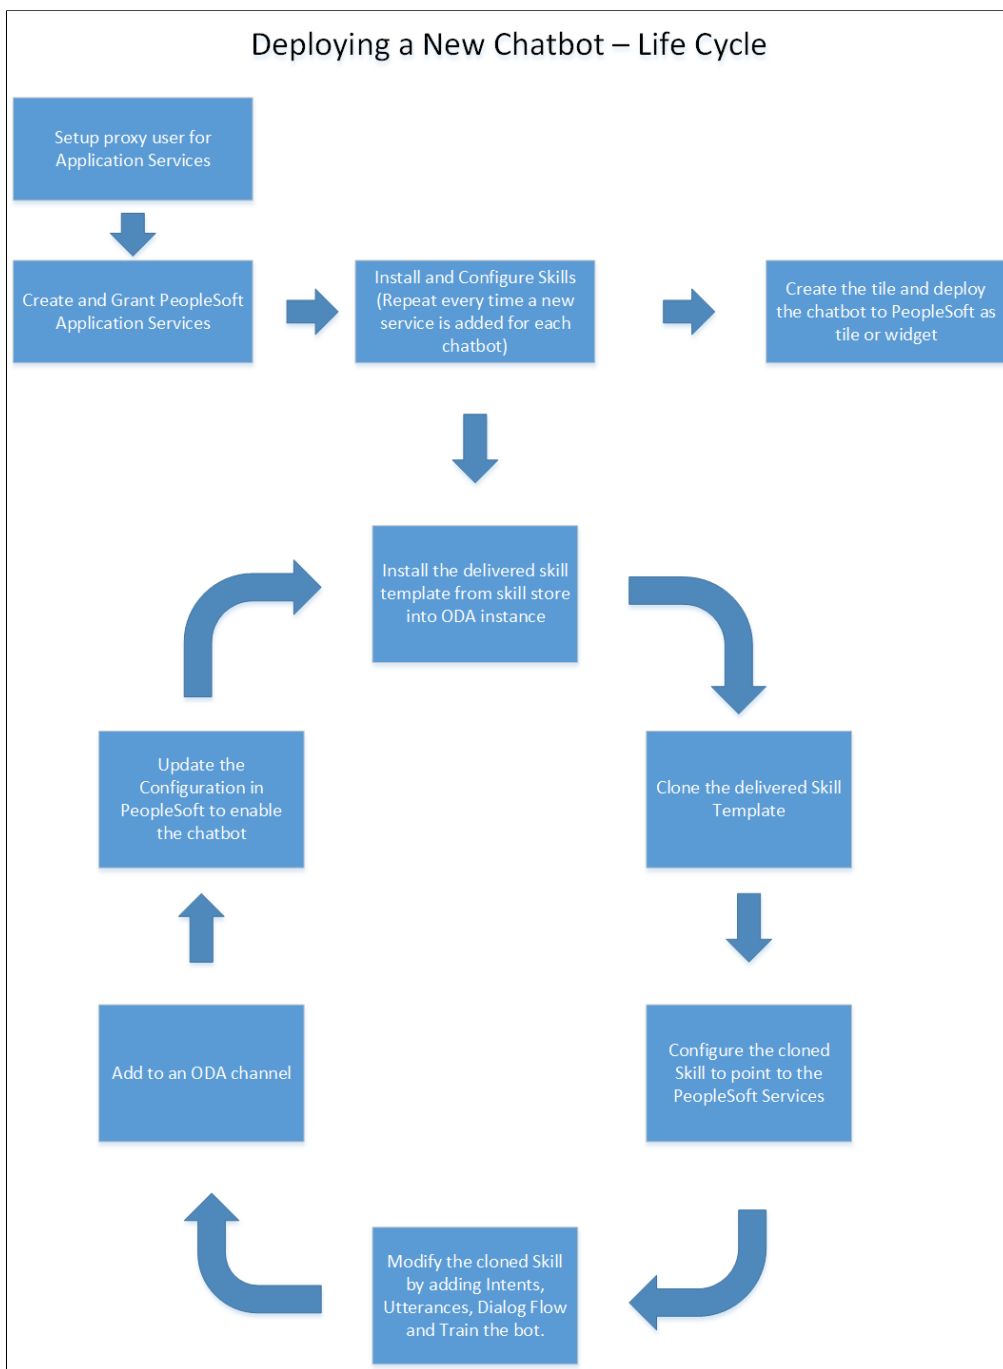 Deploying a New Chatbot – Life Cycle
Setup proxy user for
Application Services
Create and Grant PeopleSoft
Application Services
Install and Configure Skills
(Repeat every time a new
service is added for each
chatbot)
Create the tile and deploy
the chatbot to PeopleSoft as
tile or widget
Install the delivered skill
template from skill store
into ODA instance
Clone the delivered Skill
Template
Configure the cloned
Skill to point to the
PeopleSoft Services
Modify the cloned Skill
by adding Intents,
Utterances, Dialog Flow
and Train the bot.
Add to an ODA channel
Update the
Configuration in
PeopleSoft to enable
the chatbot